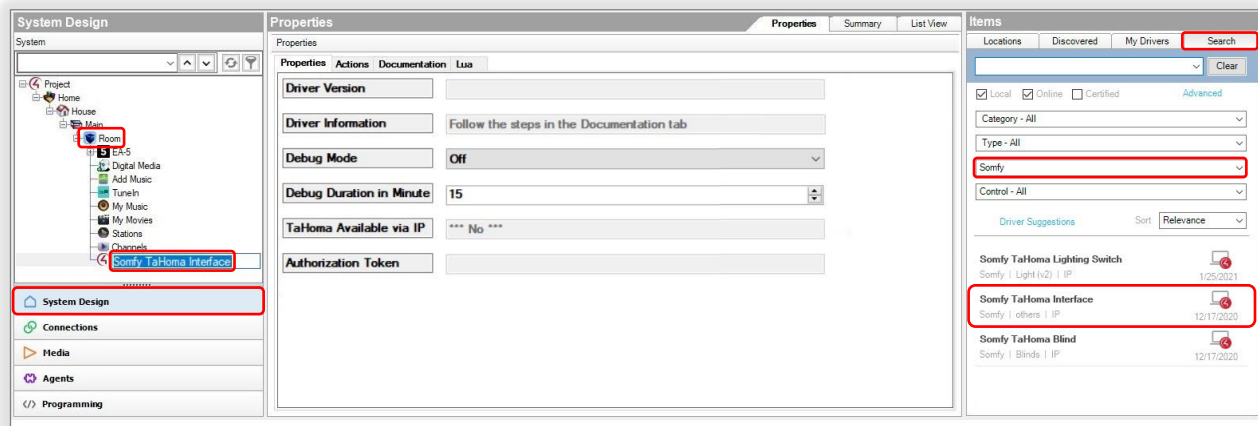 System Design
System
Project
Home
House
Main
Room
5 EA-5
Digital Media
Add Music
TuneIn
My Music
My Movies
Stations
Channels
Somfy TaHoma Interface
System Design
Connections
Media
Agents
Programming
Properties
Properties Summary List View
Properties
Properties Actions Documentation Lua
Driver Version
Driver Information Follow the steps in the Documentation tab
Debug Mode Off
Debug Duration in Minute 15
TaHoma Available via IP *** No ***
Authorization Token
Items
Locations Discovered My Drivers Search
Clear
Local Online Certified Advanced
Category - All
Type - All
Somfy
Control - All
Driver Suggestions Sort Relevance
Somfy TaHoma Lighting Switch
Somfy | Light (v2) | IP 1/25/2021
Somfy TaHoma Interface
Somfy | others | IP 12/17/2020
Somfy TaHoma Blind
Somfy | Blinds | IP 12/17/2020